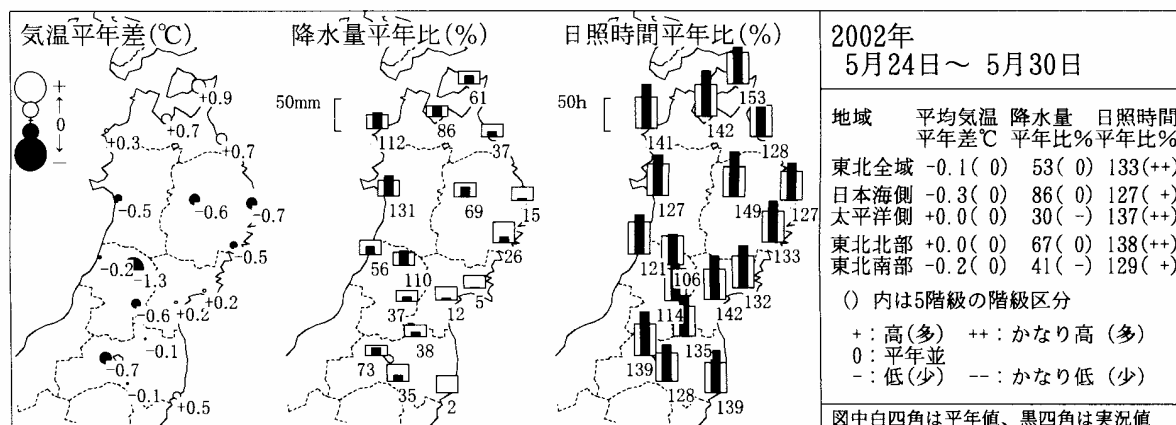 気温平年差(℃)
+
↑
0
↓
−
+0.9
+0.7
+0.3
+0.7
−0.5
−0.6
−0.7
−0.5
−0.2
−1.3
+0.2
−0.6
+0.2
−0.1
−0.7
−0.1
+0.5
降水量平年比(%)
50mm
61
86
112
37
131
69
15
26
56
110
5
37
12
38
73
35
2
日照時間平年比(%)
50h
153
142
141
128
127
149
127
133
121
106
132
114
142
135
139
128
139
2002年
5月24日～ 5月30日
地域 平均気温 降水量 日照時間
平年差℃ 平年比% 平年比%
東北全域 -0.1( 0) 53( 0) 133(++)
日本海側 -0.3( 0) 86( 0) 127( +)
太平洋側 +0.0( 0) 30( -) 137(++)
東北北部 +0.0( 0) 67( 0) 138(++)
東北南部 -0.2( 0) 41( -) 129( +)
() 内は5階級の階級区分
+：高(多) ++：かなり高 (多)
0：平年並
-：低(少) --：かなり低 (少)
図中白四角は平年値、黒四角は実況値